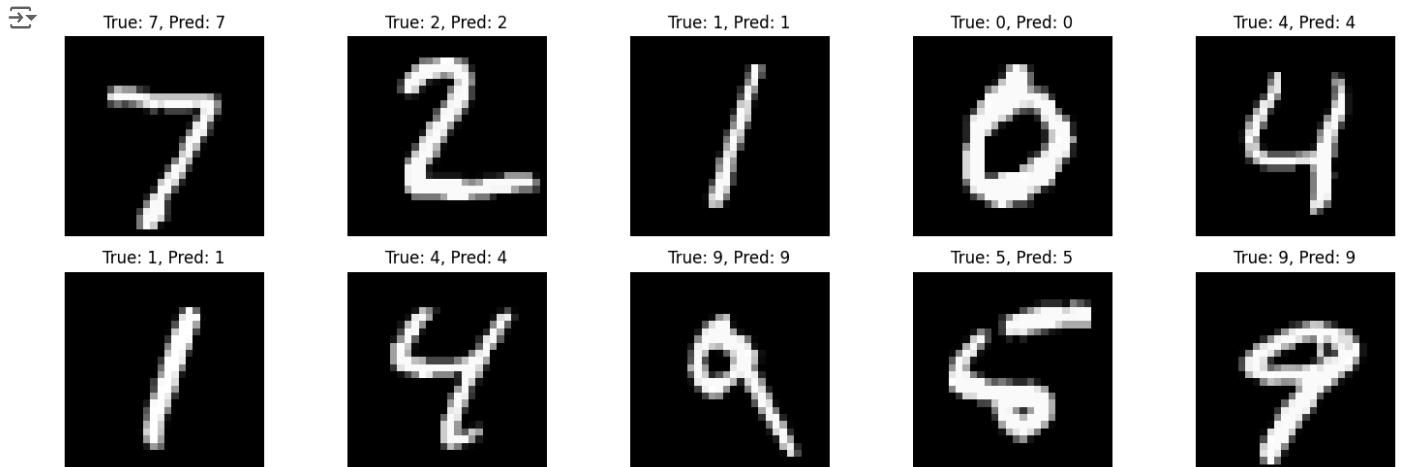 True: 7, Pred: 7
True: 2, Pred: 2
True: 1, Pred: 1
True: 0, Pred: 0
True: 4, Pred: 4
7
2
1
0
4
True: 1, Pred: 1
True: 4, Pred: 4
True: 9, Pred: 9
True: 5, Pred: 5
True: 9, Pred: 9
1
4
9
5
9